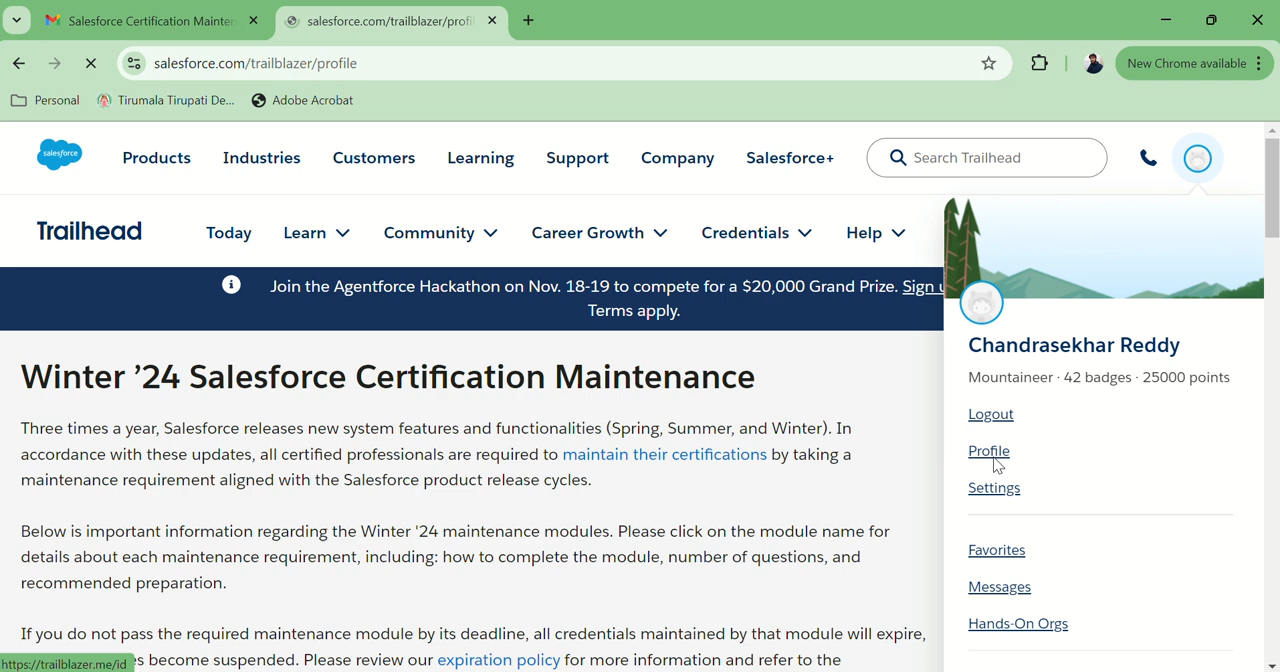 Salesforce Certification Mainten
salesforce.com/trailblazer/profi
salesforce.com/trailblazer/profile
New Chrome available
Personal
Tirumala Tirupati De...
Adobe Acrobat
salesforce
Products
Industries
Customers
Learning
Support
Company
Salesforce+
Search Trailhead
Trailhead
Today
Learn
Community
Career Growth
Credentials
Help
Join the Agentforce Hackathon on Nov. 18-19 to compete for a $20,000 Grand Prize. Sign u
Terms apply.
Chandrasekhar Reddy
Mountaineer · 42 badges · 25000 points
Logout
Profile
Settings
Favorites
Messages
Hands-On Orgs
Winter ’24 Salesforce Certification Maintenance
Three times a year, Salesforce releases new system features and functionalities (Spring, Summer, and Winter). In
accordance with these updates, all certified professionals are required to maintain their certifications by taking a
maintenance requirement aligned with the Salesforce product release cycles.
Below is important information regarding the Winter '24 maintenance modules. Please click on the module name for
details about each maintenance requirement, including: how to complete the module, number of questions, and
recommended preparation.
If you do not pass the required maintenance module by its deadline, all credentials maintained by that module will expire,
s become suspended. Please review our expiration policy for more information and refer to the
https://trailblazer.me/id